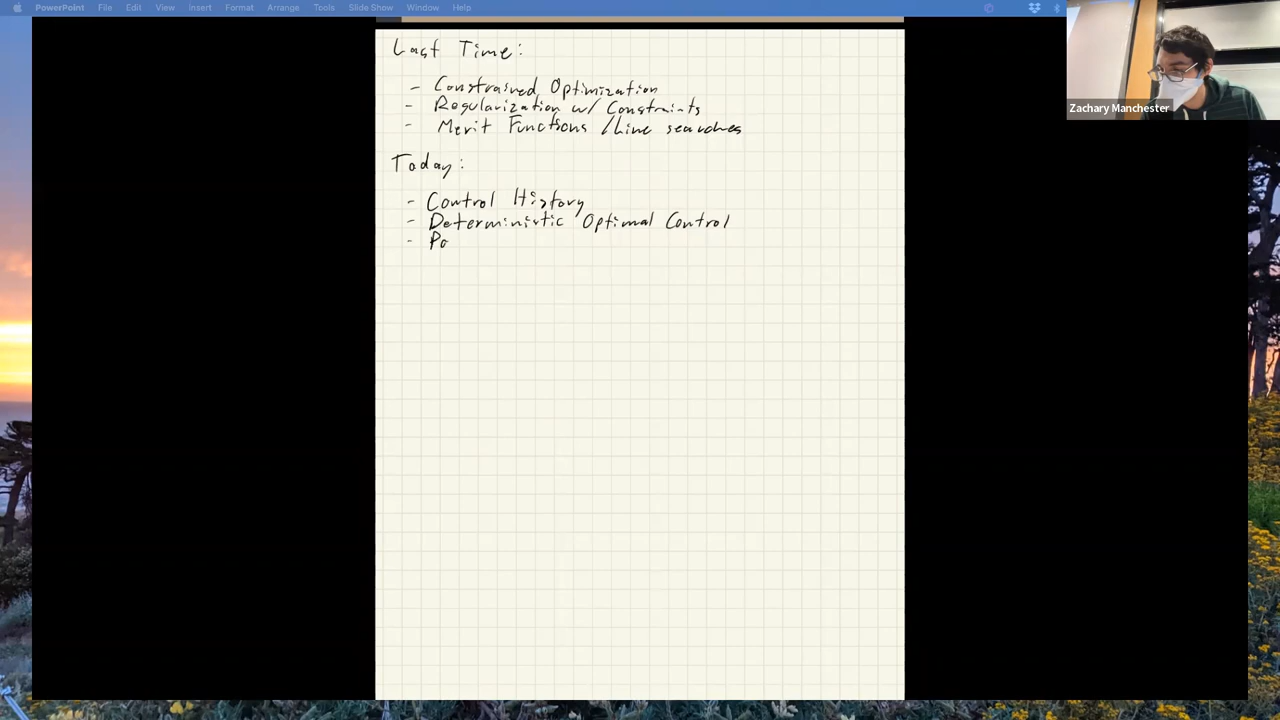 PowerPoint File Edit View Insert Format Arrange Tools Slide Show Window Help
Last Time:
- Constrained Optimization
- Regularization w/ Constraints
- Merit Functions / Line searches
Today:
- Control History
- Deterministic Optimal Control
- Po
Zachary Manchester